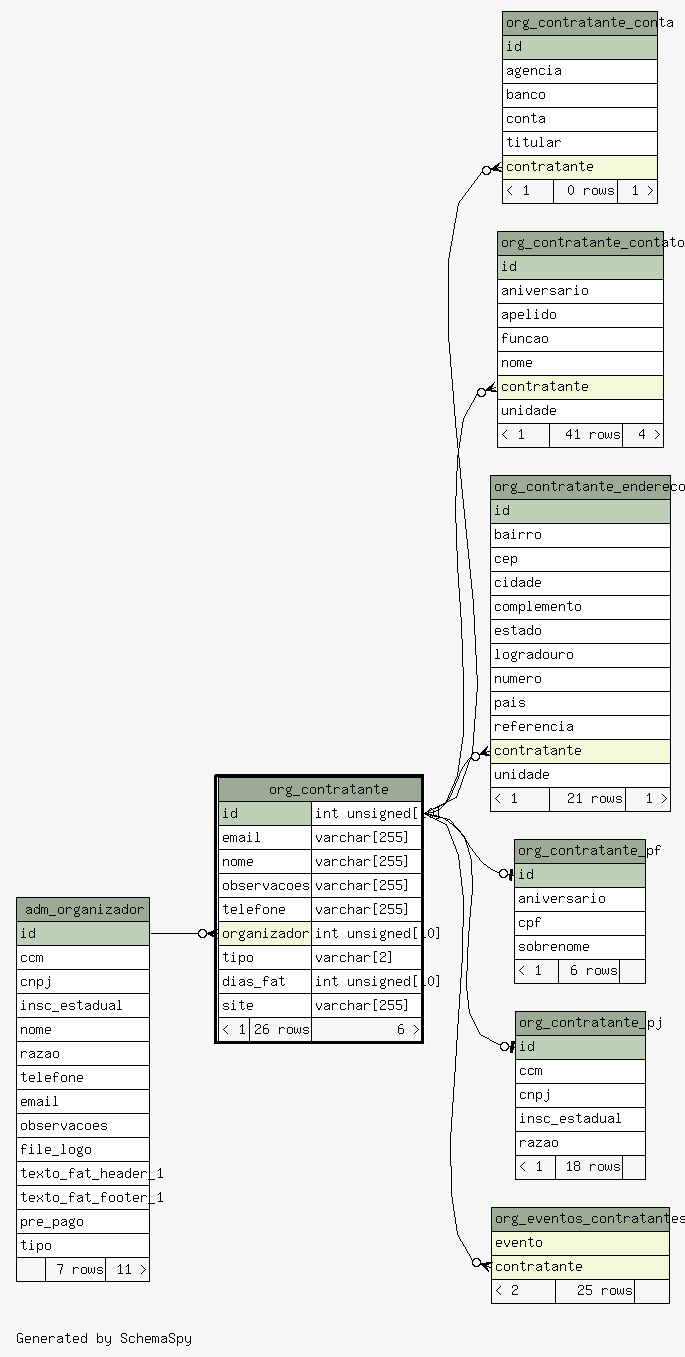 org_contratante_conta
id
agencia
banco
conta
titular
contratante
< 1 0 rows 1 >
org_contratante_contato
id
aniversario
apelido
funcao
nome
contratante
unidade
< 1 41 rows 4 >
org_contratante_endereco
id
bairro
cep
cidade
complemento
estado
logradouro
numero
pais
referencia
contratante
unidade
< 1 21 rows 1 >
org_contratante
id int unsigned[10]
email varchar[255]
nome varchar[255]
observacoes varchar[255]
telefone varchar[255]
organizador int unsigned[10]
tipo varchar[2]
dias_fat int unsigned[10]
site varchar[255]
< 1 26 rows 6 >
org_contratante_pf
id
aniversario
cpf
sobrenome
< 1 6 rows
adm_organizador
id
ccm
cnpj
insc_estadual
nome
razao
telefone
email
observacoes
file_logo
texto_fat_header_1
texto_fat_footer_1
pre_pago
tipo
7 rows 11 >
org_contratante_pj
id
ccm
cnpj
insc_estadual
razao
< 1 18 rows
org_eventos_contratantes
evento
contratante
< 2 25 rows
Generated by SchemaSpy